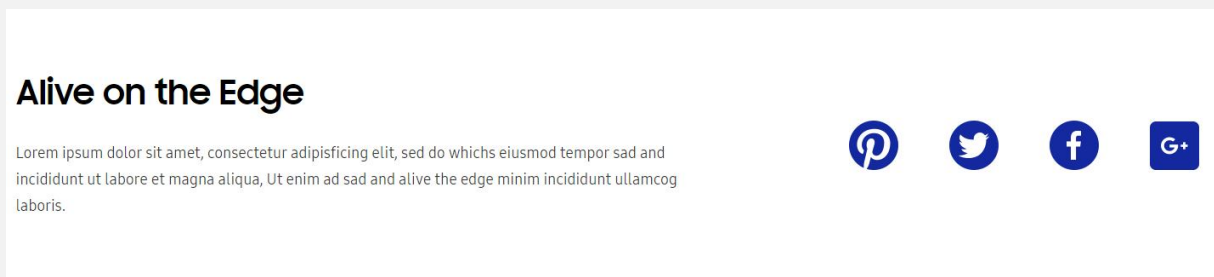 Alive on the Edge
Lorem ipsum dolor sit amet, consectetur adipisficing elit, sed do whichs eiusmod tempor sad and
incididunt ut labore et magna aliqua, Ut enim ad sad and alive the edge minim incididunt ullamcog
laboris.
G+